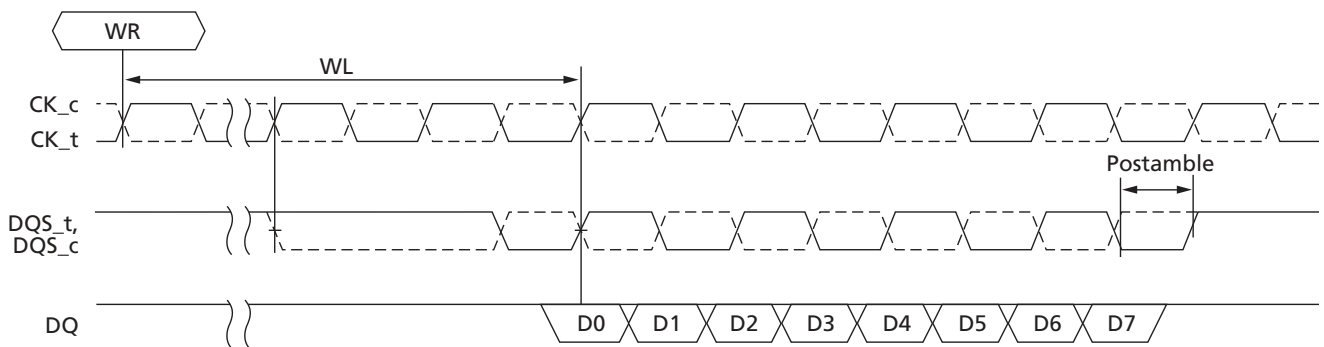 WR
WL
CK_c
CK_t
Postamble
DQS_t,
DQS_c
DQ
D0
D1
D2
D3
D4
D5
D6
D7